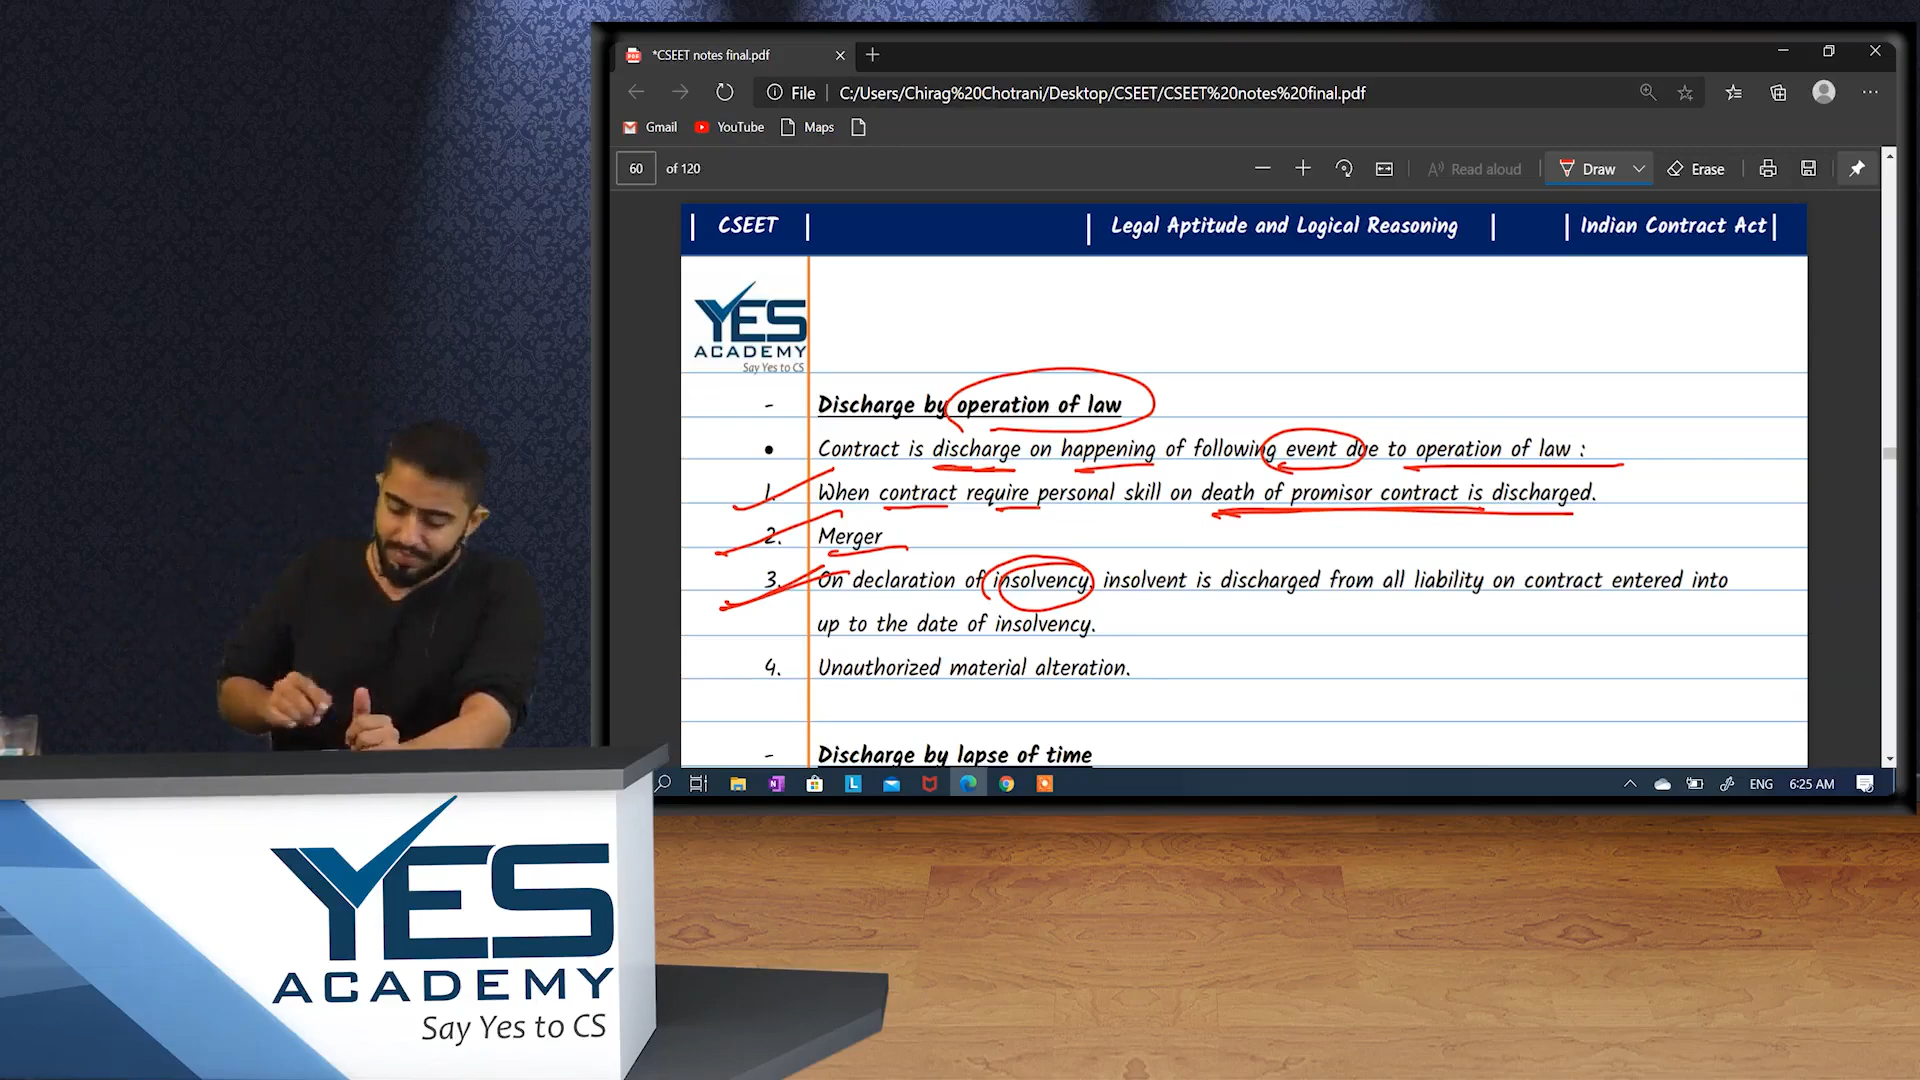 *CSEET notes final.pdf
File
C:/Users/Chirag%20Chotrani/Desktop/CSEET/CSEET%20notes%20final.pdf
Gmail
YouTube
Maps
60
of 120
Read aloud
Draw
Erase
CSEET
Legal Aptitude and Logical Reasoning
Indian Contract Act
YES
ACADEMY
Say Yes to CS
- Discharge by operation of law
• Contract is discharge on happening of following event due to operation of law :
1. When contract require personal skill on death of promisor contract is discharged.
2. Merger
3. On declaration of insolvency, insolvent is discharged from all liability on contract entered into
up to the date of insolvency.
4. Unauthorized material alteration.
- Discharge by lapse of time
ENG
6:25 AM
YES
ACADEMY
Say Yes to CS